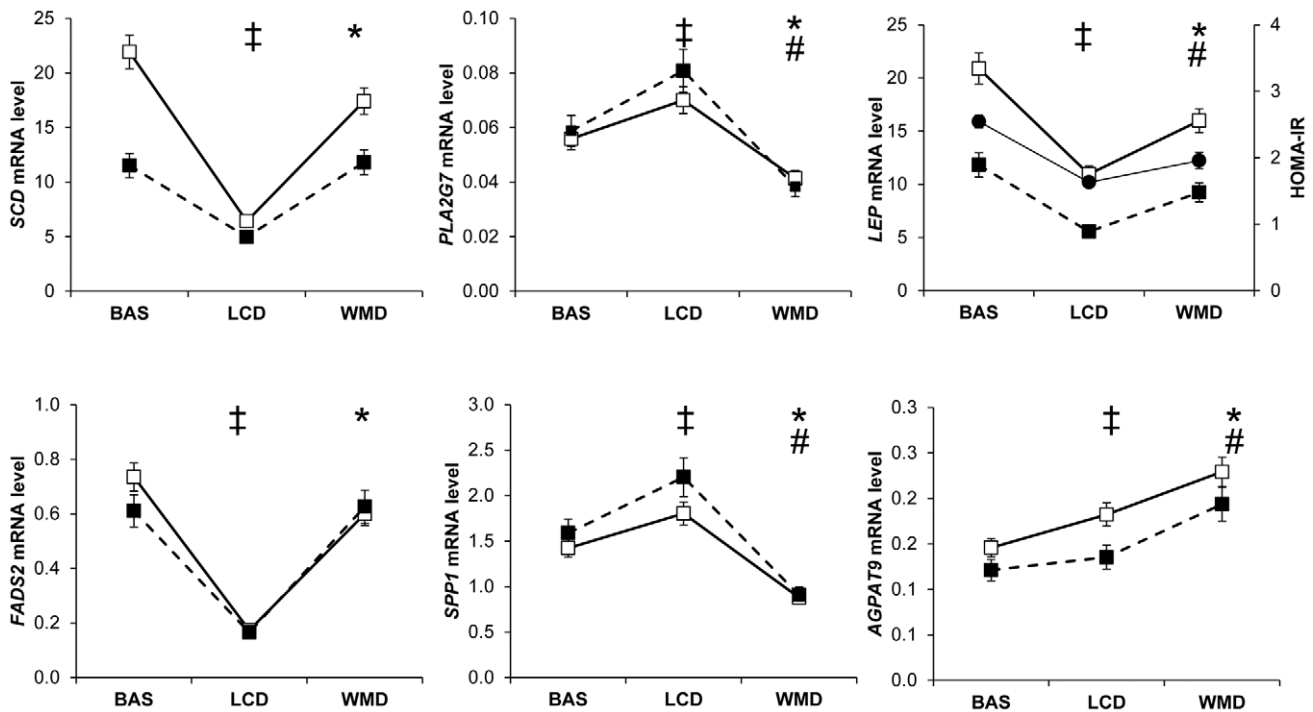 SCD mRNA level
25
20
15
10
5
0
‡
*
BAS
LCD
WMD
PLA2G7 mRNA level
0.10
0.08
0.06
0.04
0.02
0.00
‡
*
#
BAS
LCD
WMD
LEP mRNA level
25
20
15
10
5
0
‡
*
#
4
3
2
1
0
HOMA-IR
BAS
LCD
WMD
FADS2 mRNA level
1.0
0.8
0.6
0.4
0.2
0.0
‡
*
BAS
LCD
WMD
SPP1 mRNA level
3.0
2.5
2.0
1.5
1.0
0.5
0.0
‡
*
#
BAS
LCD
WMD
AGPAT9 mRNA level
0.3
0.3
0.2
0.2
0.1
0.1
0.0
‡
*
#
BAS
LCD
WMD